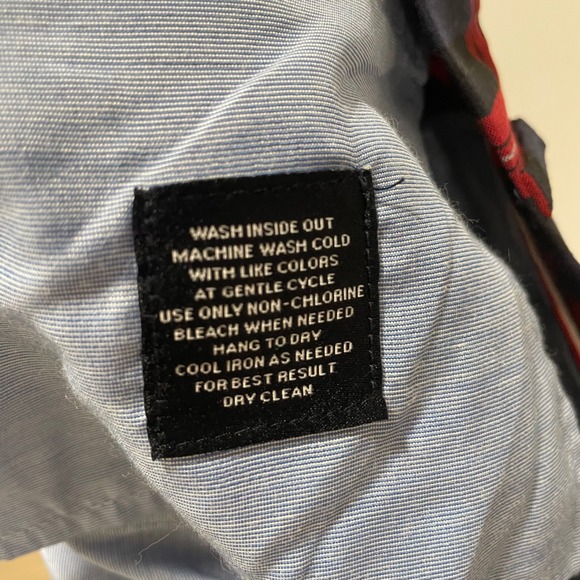 WASH INSIDE OUT
MACHINE WASH COLD
WITH LIKE COLORS
AT GENTLE CYCLE
USE ONLY NON-CHLORINE
BLEACH WHEN NEEDED
HANG TO DRY
COOL IRON AS NEEDED
FOR BEST RESULT
DRY CLEAN